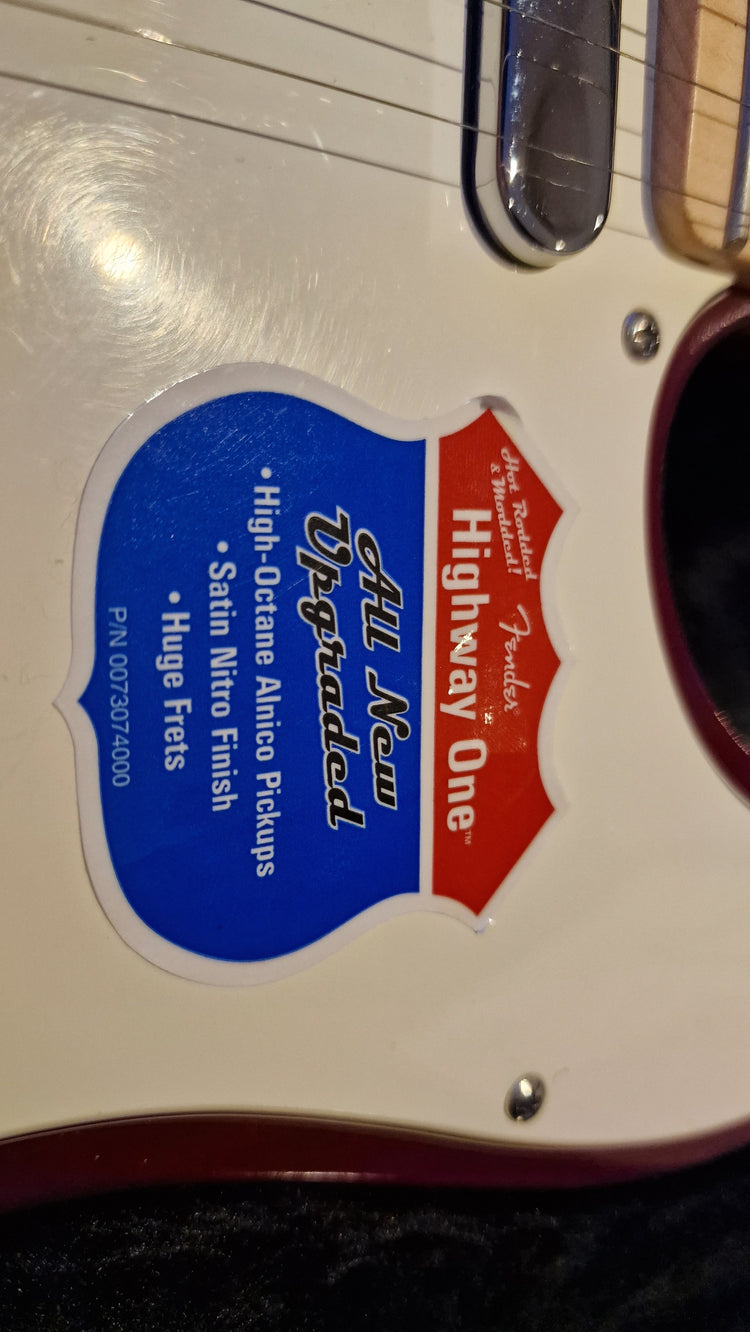 Hot Rodded
& Modded!
Fender®
Highway One™
All New
Upgraded
•High-Octane Alnico Pickups
•Satin Nitro Finish
•Huge Frets
P/N 0073074000